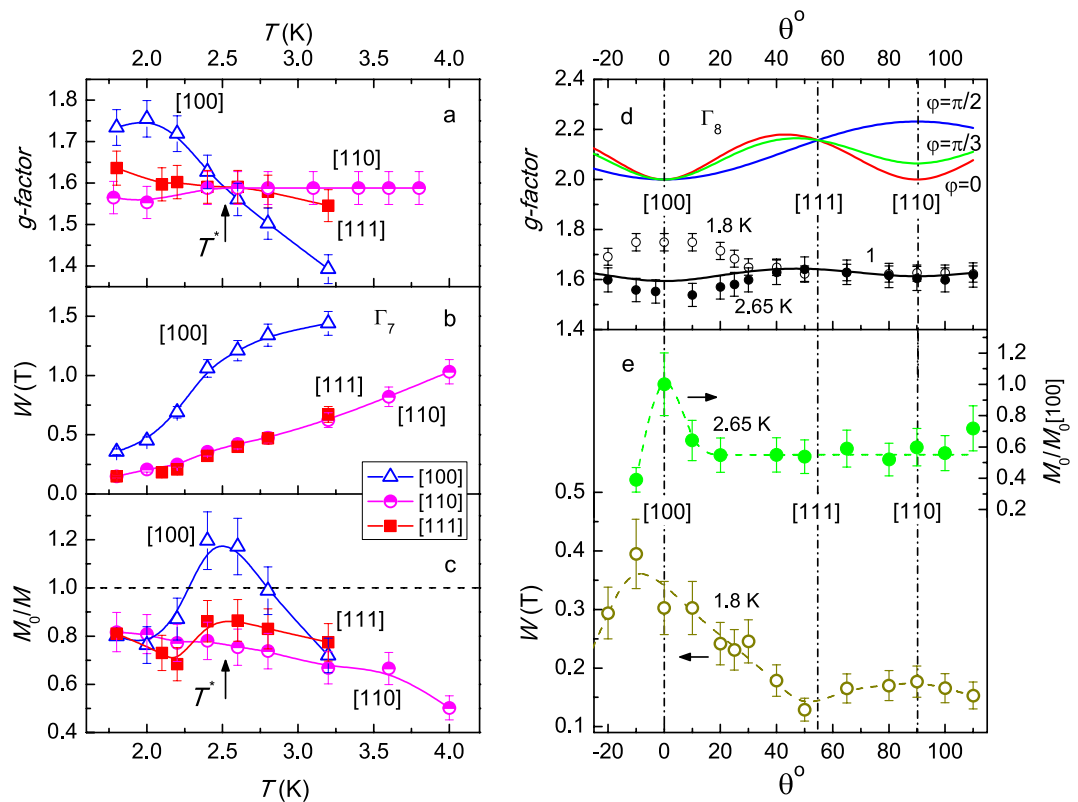 T (K)
2.0 2.5 3.0 3.5 4.0
1.8
1.7
1.6
1.5
1.4
g-factor
a
[100]
[110]
[111]
T*
1.5
1.0
0.5
0.0
W (T)
b
Γ7
[100]
[111]
[110]
[100]
[110]
[111]
1.2
1.0
0.8
0.6
0.4
M0/M
c
[100]
[111]
[110]
T*
2.0 2.5 3.0 3.5 4.0
T (K)
θo
-20 0 20 40 60 80 100
2.4
2.2
2.0
1.8
1.6
1.4
g-factor
d
Γ8
φ=π/2
φ=π/3
φ=0
[100] [111] [110]
1.8 K
1
2.65 K
e
1.2
1.0
0.8
0.6
0.4
0.2
M0/M0[100]
2.65 K
[100] [111] [110]
0.5
0.4
0.3
0.2
0.1
W (T)
1.8 K
-20 0 20 40 60 80 100
θo